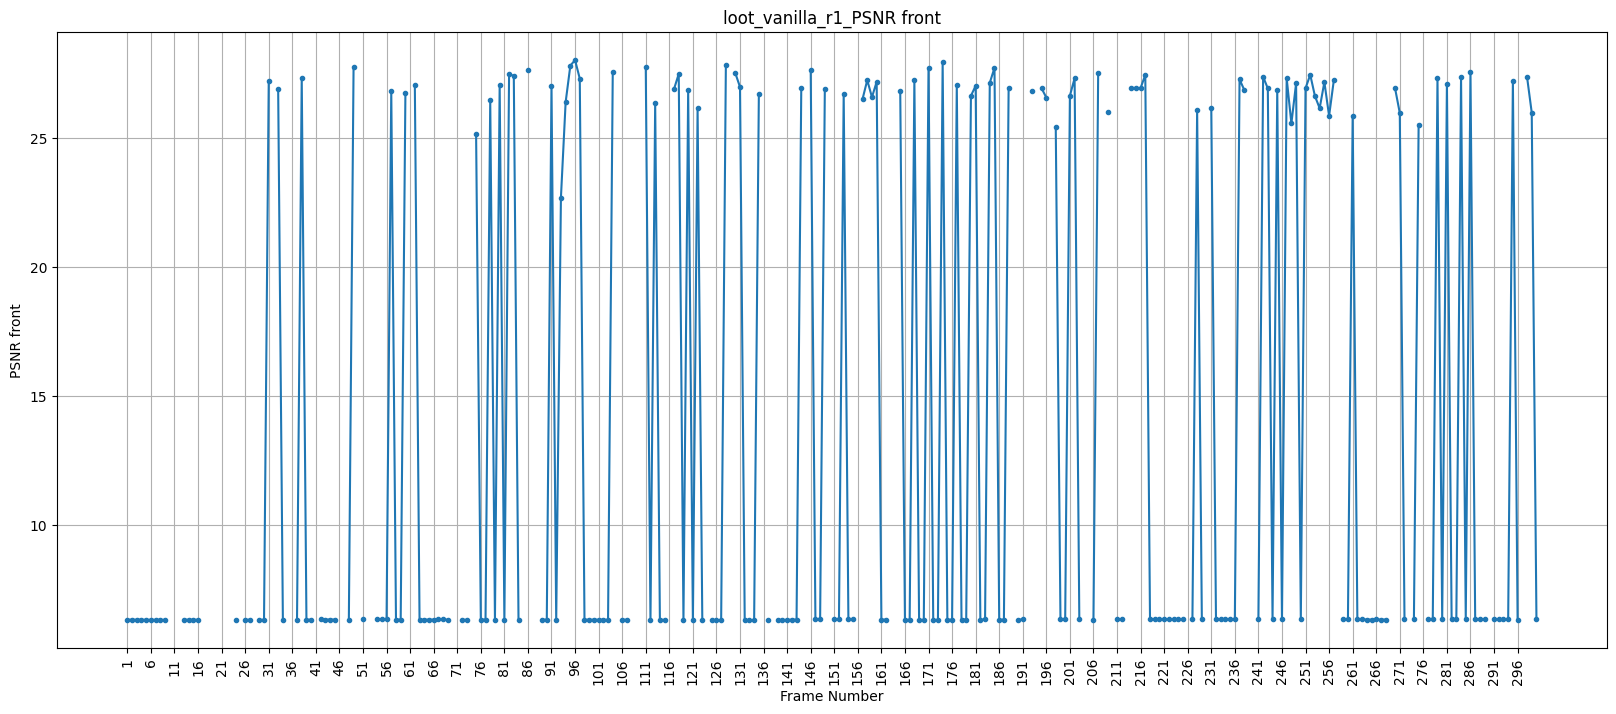 loot_vanilla_r1_PSNR front
PSNR front
25
20
15
10
1 6 11 16 21 26 31 36 41 46 51 56 61 66 71 76 81 86 91 96 101 106 111 116 121 126 131 136 141 146 151 156 161 166 171 176 181 186 191 196 201 206 211 216 221 226 231 236 241 246 251 256 261 266 271 276 281 286 291 296
Frame Number